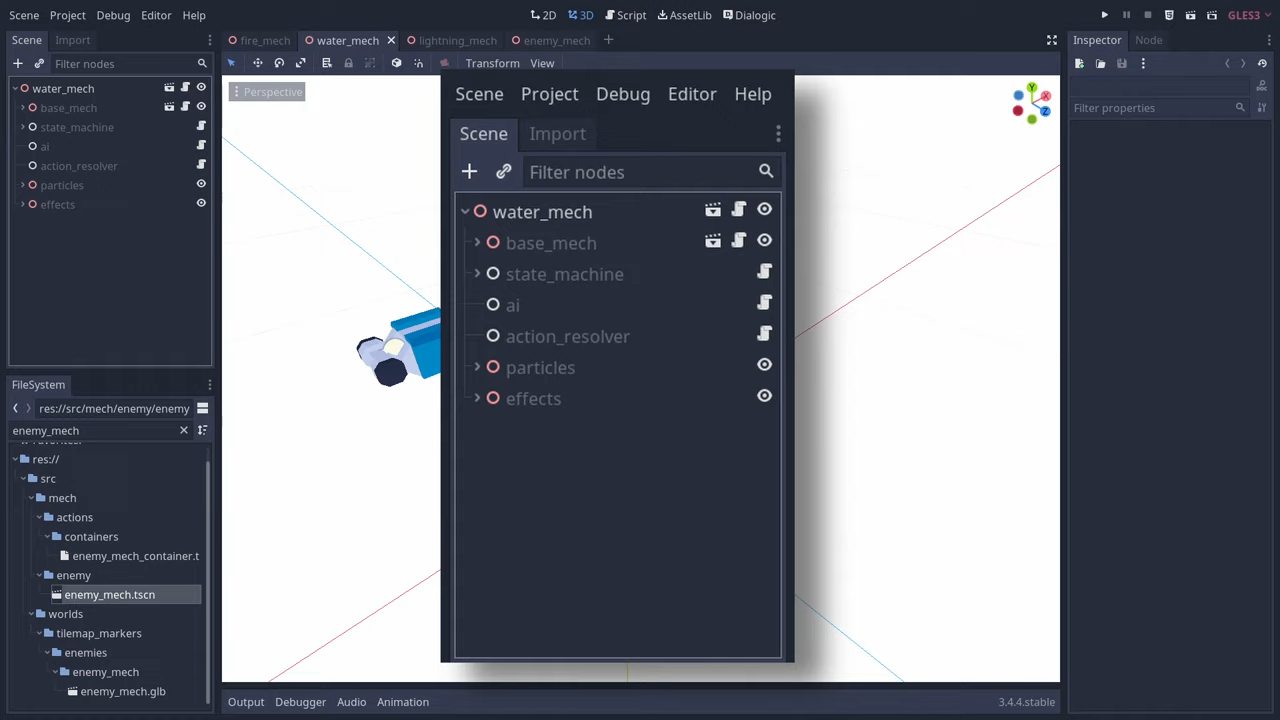 Scene Project Debug Editor Help
2D 3D Script AssetLib Dialogic
GLES3
Scene Import
fire_mech water_mech lightning_mech enemy_mech
Inspector Node
Filter nodes
Transform View
Perspective
Filter properties
water_mech
base_mech
state_machine
ai
action_resolver
particles
effects
Y
X
Z
Scene Project Debug Editor Help
Scene Import
Filter nodes
water_mech
base_mech
state_machine
ai
action_resolver
particles
effects
FileSystem
res://src/mech/enemy/enemy
enemy_mech
res://
src
mech
actions
containers
enemy_mech_container.t
enemy
enemy_mech.tscn
worlds
tilemap_markers
enemies
enemy_mech
enemy_mech.glb
Output Debugger Audio Animation
3.4.4.stable